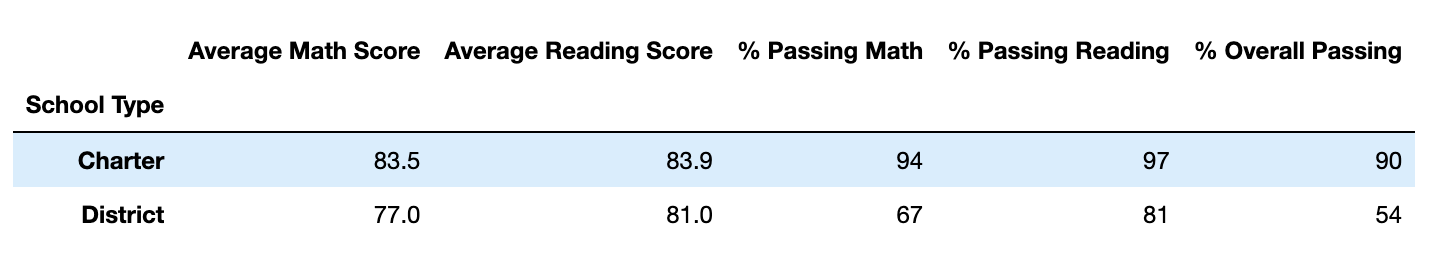 Average Math Score Average Reading Score % Passing Math % Passing Reading % Overall Passing
School Type
Charter 83.5 83.9 94 97 90
District 77.0 81.0 67 81 54